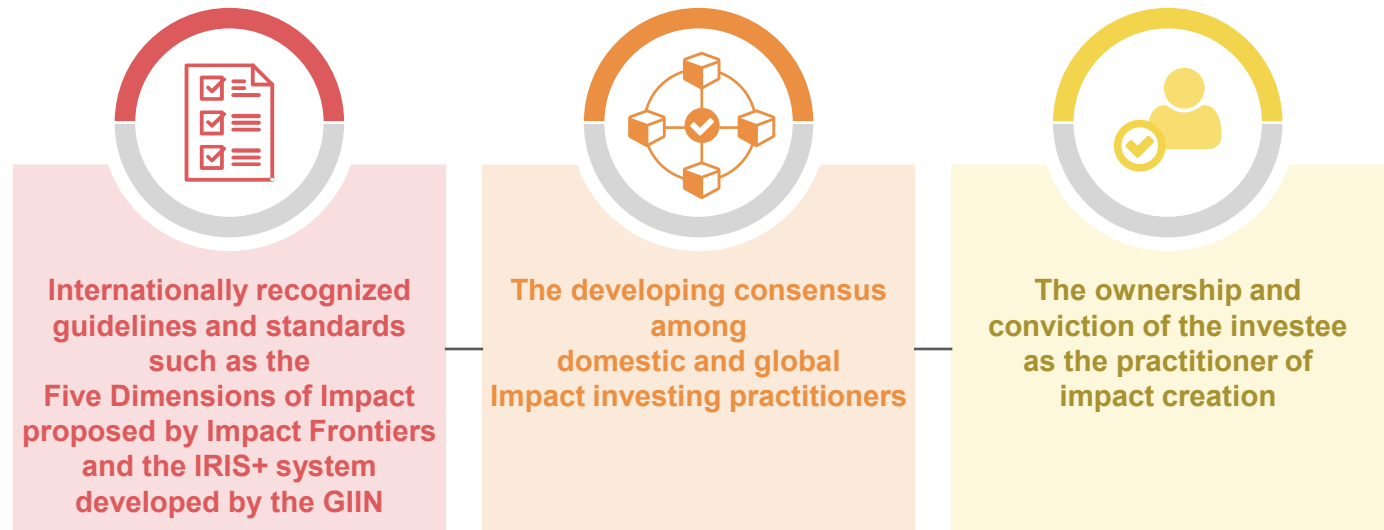 Internationally recognized
guidelines and standards
such as the
Five Dimensions of Impact
proposed by Impact Frontiers
and the IRIS+ system
developed by the GIIN
The developing consensus
among
domestic and global
Impact investing practitioners
The ownership and
conviction of the investee
as the practitioner of
impact creation